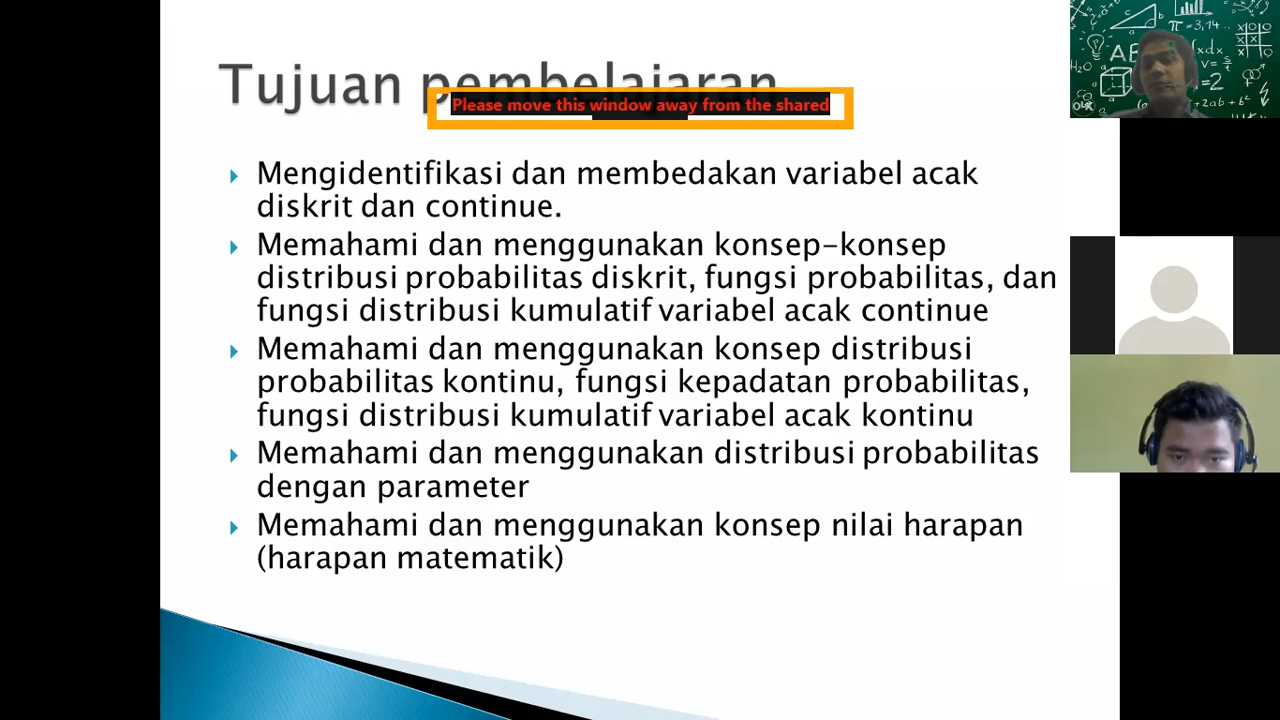 Tujuan pembelajaran
Please move this window away from the shared
Mengidentifikasi dan membedakan variabel acak
diskrit dan continue.
Memahami dan menggunakan konsep-konsep
distribusi probabilitas diskrit, fungsi probabilitas, dan
fungsi distribusi kumulatif variabel acak continue
Memahami dan menggunakan konsep distribusi
probabilitas kontinu, fungsi kepadatan probabilitas,
fungsi distribusi kumulatif variabel acak kontinu
Memahami dan menggunakan distribusi probabilitas
dengan parameter
Memahami dan menggunakan konsep nilai harapan
(harapan matematik)